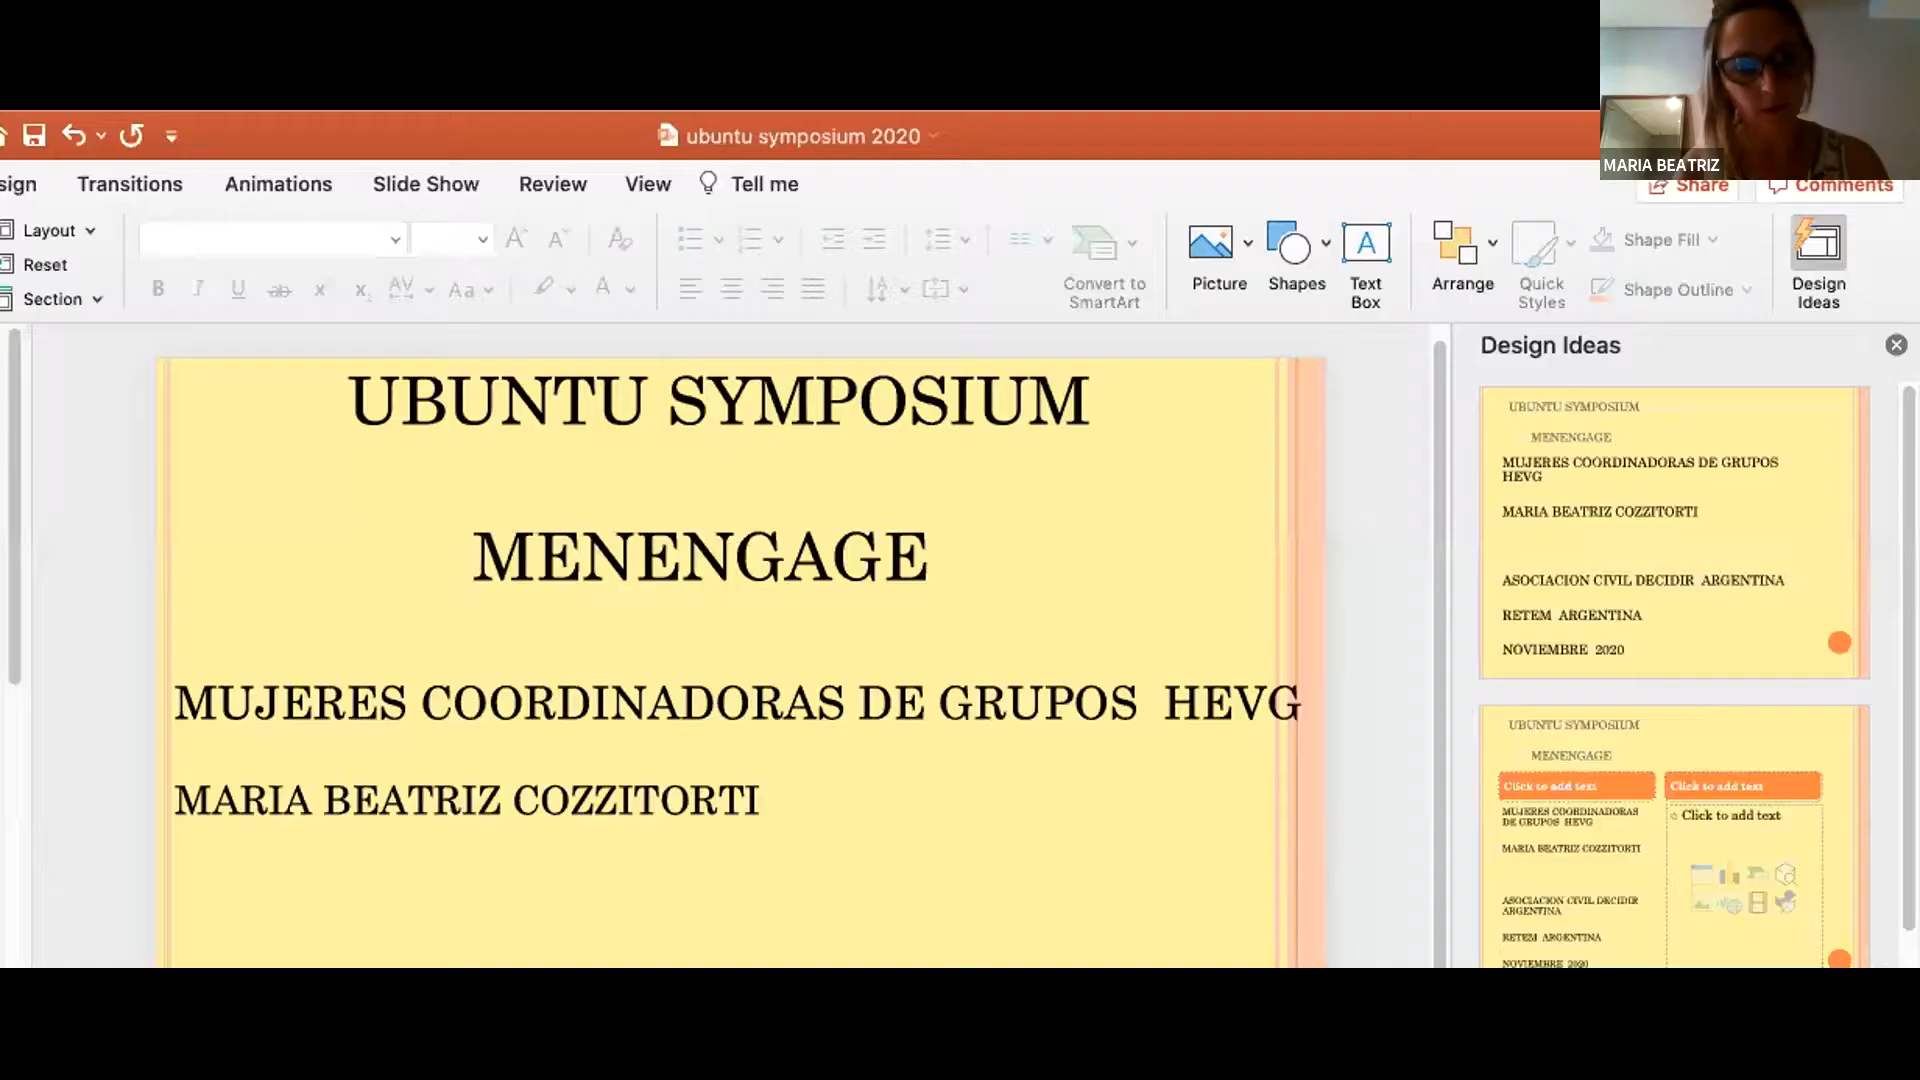 MARIA BEATRIZ
ubuntu symposium 2020
sign Transitions Animations Slide Show Review View Tell me Share Comments
Layout
Reset
Section
Convert to SmartArt
Picture
Shapes
Text Box
Arrange
Quick Styles
Shape Fill
Shape Outline
Design Ideas
UBUNTU SYMPOSIUM
MENENGAGE
MUJERES COORDINADORAS DE GRUPOS HEVG
MARIA BEATRIZ COZZITORTI
Design Ideas
UBUNTU SYMPOSIUM
MENENGAGE
MUJERES COORDINADORAS DE GRUPOS
HEVG
MARIA BEATRIZ COZZITORTI
ASOCIACION CIVIL DECIDIR ARGENTINA
RETEM ARGENTINA
NOVIEMBRE 2020
UBUNTU SYMPOSIUM
MENENGAGE
Click to add text Click to add text
MUJERES COORDINADORAS
DE GRUPOS HEVG
Click to add text
MARIA BEATRIZ COZZITORTI
ASOCIACION CIVIL DECIDIR
ARGENTINA
RETEM ARGENTINA
NOVIEMBRE 2020